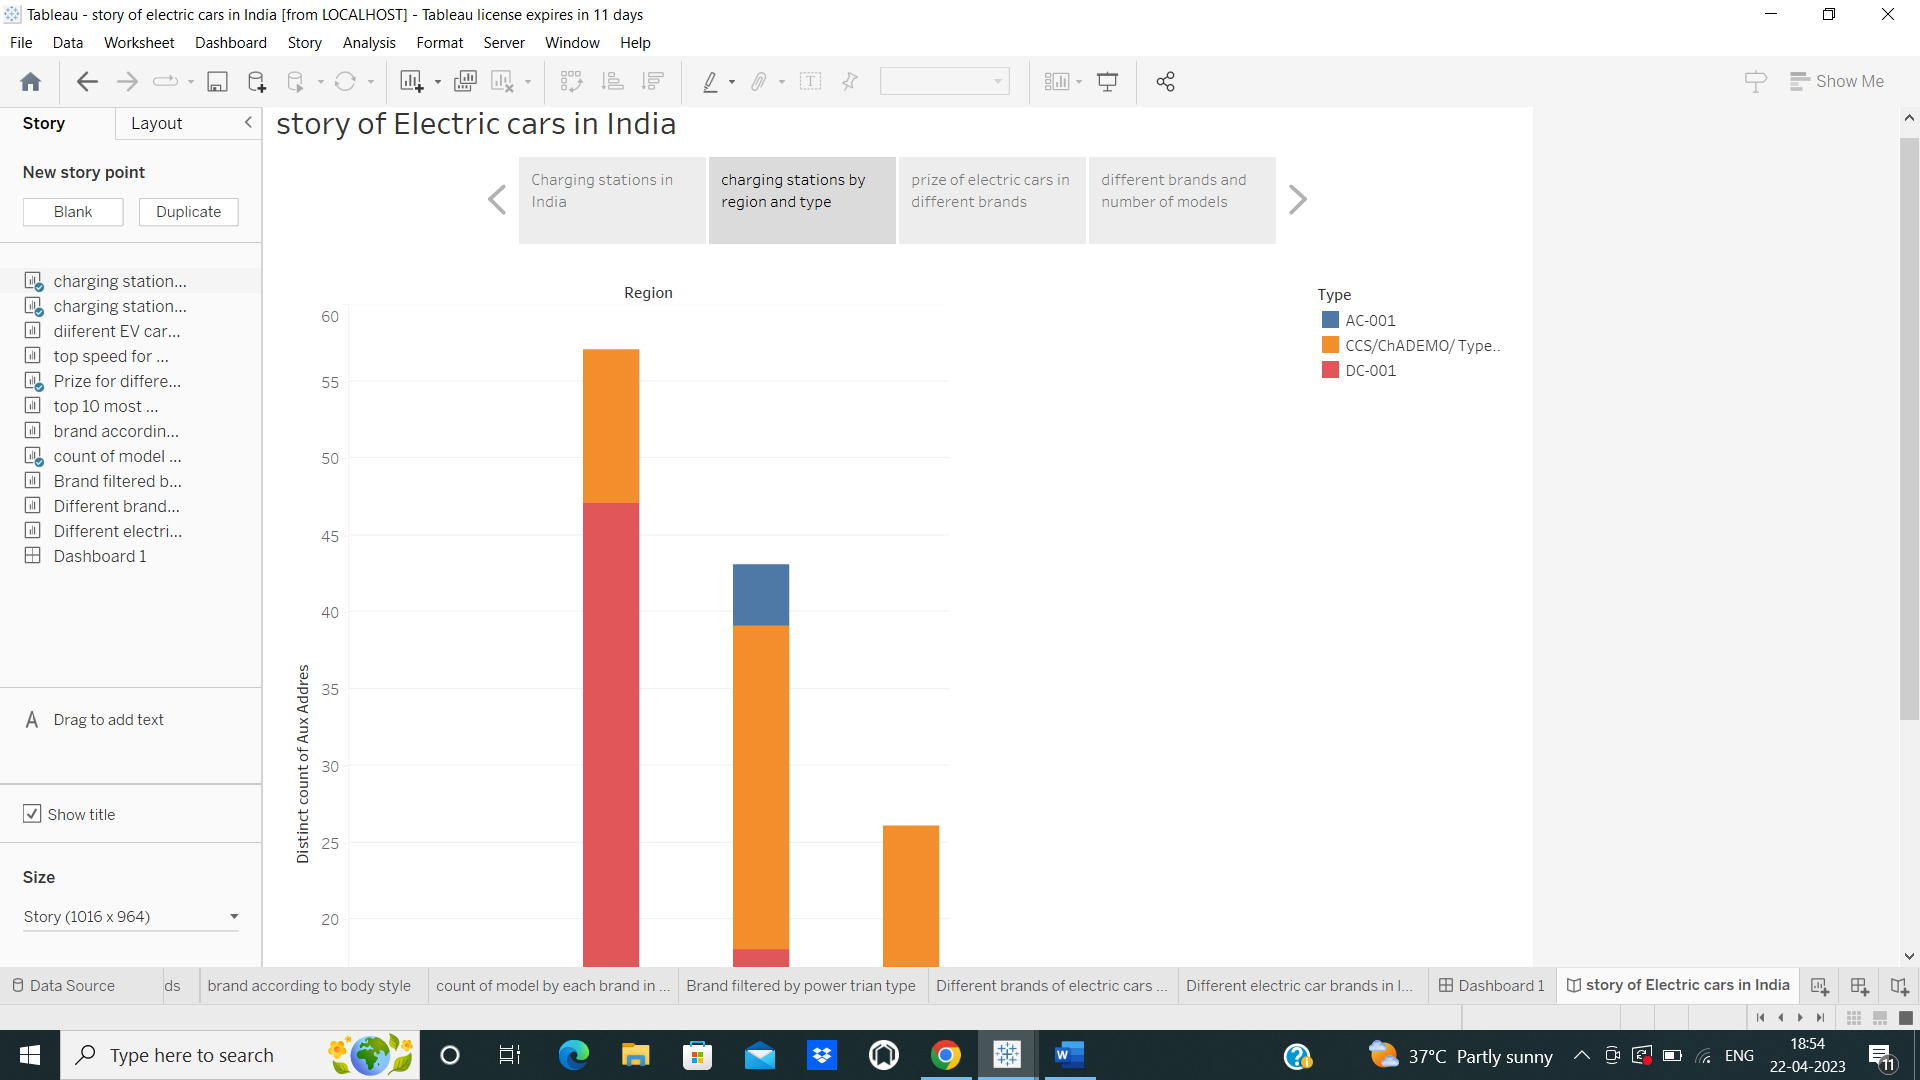 Tableau - story of electric cars in India [from LOCALHOST] - Tableau license expires in 11 days
File Data Worksheet Dashboard Story Analysis Format Server Window Help
Show Me
Story Layout
New story point
Blank Duplicate
charging station...
charging station...
diiferent EV car...
top speed for ...
Prize for differe...
top 10 most ...
brand accordin...
count of model ...
Brand filtered b...
Different brand...
Different electri...
Dashboard 1
A Drag to add text
Show title
Size
Story (1016 x 964)
story of Electric cars in India
Charging stations in
India
charging stations by
region and type
prize of electric cars in
different brands
different brands and
number of models
Region
60
55
50
45
40
35
30
25
20
Distinct count of Aux Addres
Type
AC-001
CCS/ChADEMO/ Type..
DC-001
Data Source ds brand according to body style count of model by each brand in ... Brand filtered by power trian type Different brands of electric cars ... Different electric car brands in I... Dashboard 1 story of Electric cars in India
Type here to search
37°C Partly sunny
ENG
18:54
22-04-2023
11